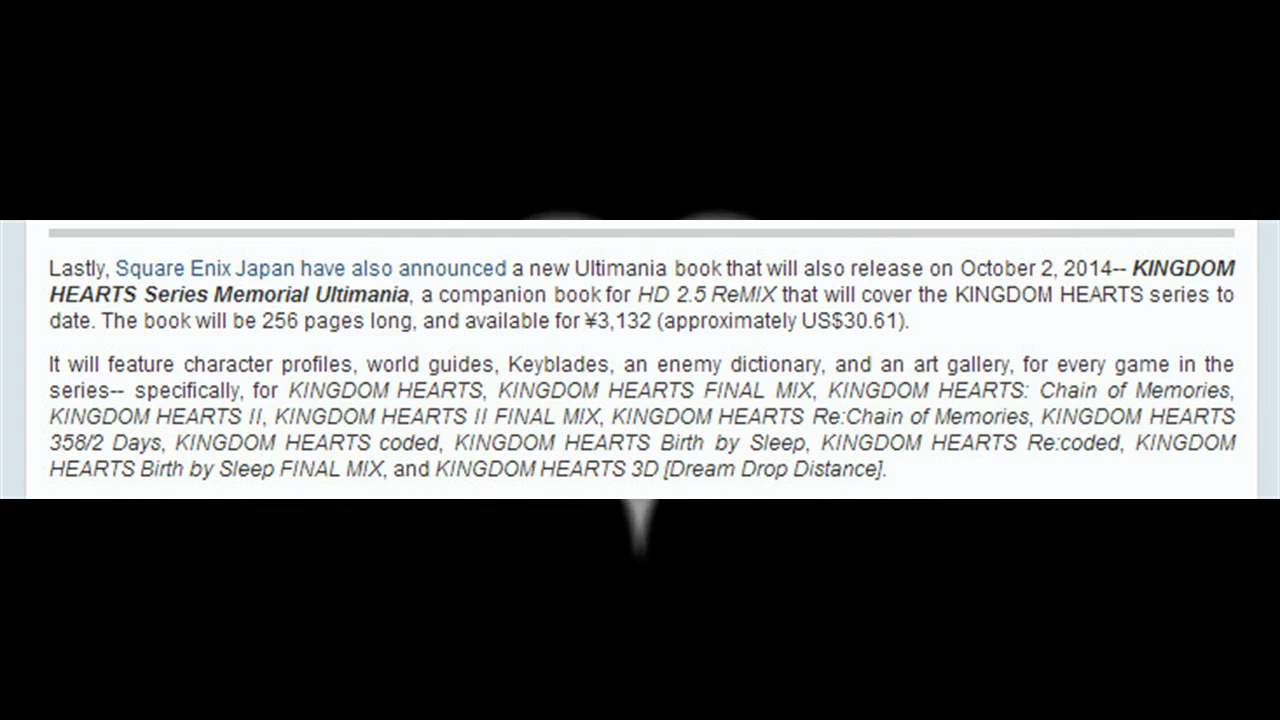 Lastly, Square Enix Japan have also announced a new Ultimania book that will also release on October 2, 2014-- KINGDOM
HEARTS Series Memorial Ultimania, a companion book for HD 2.5 ReMIX that will cover the KINGDOM HEARTS series to
date. The book will be 256 pages long, and available for ¥3,132 (approximately US$30.61).
It will feature character profiles, world guides, Keyblades, an enemy dictionary, and an art gallery, for every game in the
series-- specifically, for KINGDOM HEARTS, KINGDOM HEARTS FINAL MIX, KINGDOM HEARTS: Chain of Memories,
KINGDOM HEARTS II, KINGDOM HEARTS II FINAL MIX, KINGDOM HEARTS Re:Chain of Memories, KINGDOM HEARTS
358/2 Days, KINGDOM HEARTS coded, KINGDOM HEARTS Birth by Sleep, KINGDOM HEARTS Re:coded, KINGDOM
HEARTS Birth by Sleep FINAL MIX, and KINGDOM HEARTS 3D [Dream Drop Distance].